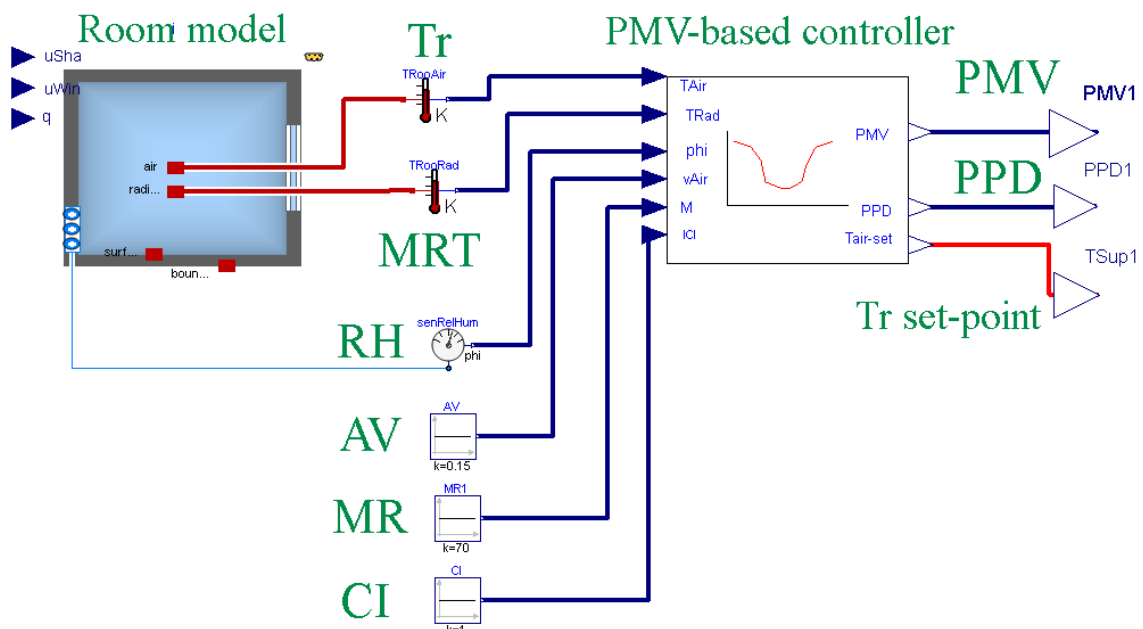 Room model
Tr
PMV-based controller
uSha
uWin
q
TRooAir
K
TAir
TRad
phi
vAir
M
ICI
PMV
PPD
Tair-set
PMV
PMV1
PPD
PPD1
TSup1
Tr set-point
air
radi...
TRooRad
K
MRT
surf...
boun...
RH
senRelHum
phi
AV
AV
k=0.15
MR
MR1
k=70
CI
CI
k=1